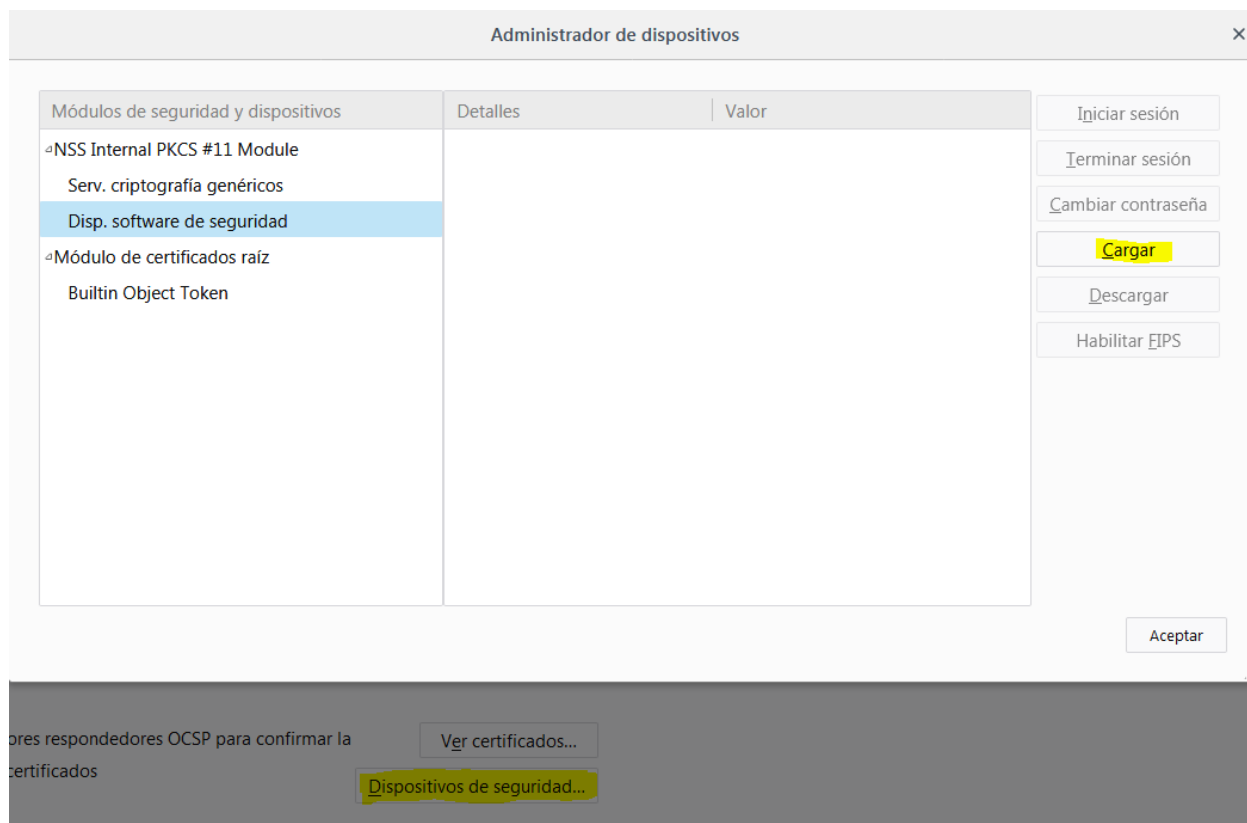 Administrador de dispositivos
Módulos de seguridad y dispositivos
Detalles
Valor
NSS Internal PKCS #11 Module
Serv. criptografía genéricos
Disp. software de seguridad
Módulo de certificados raíz
Builtin Object Token
Iniciar sesión
Terminar sesión
Cambiar contraseña
Cargar
Descargar
Habilitar FIPS
Aceptar
respondedores OCSP para confirmar la
certificados
Ver certificados...
Dispositivos de seguridad...